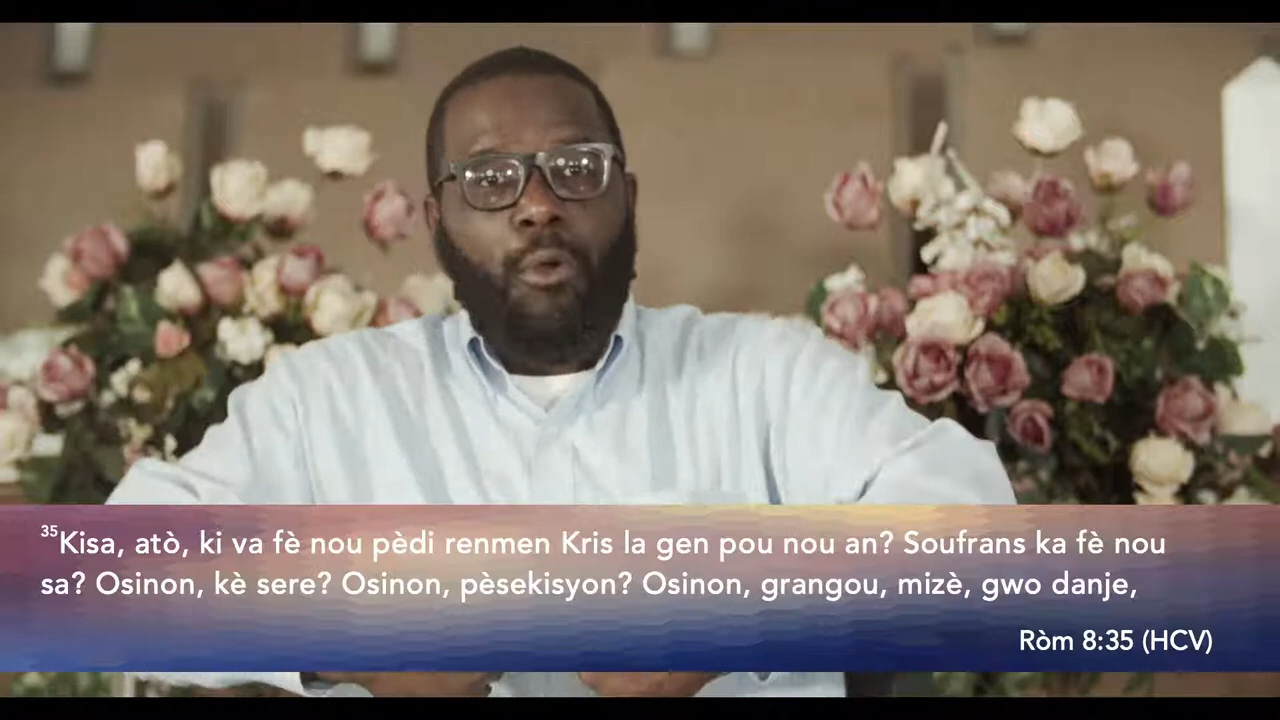 35Kisa, atò, ki va fè nou pèdi renmen Kris la gen pou nou an? Soufrans ka fè nou
sa? Osinon, kè sere? Osinon, pèsekisyon? Osinon, grangou, mizè, gwo danje,
Ròm 8:35 (HCV)